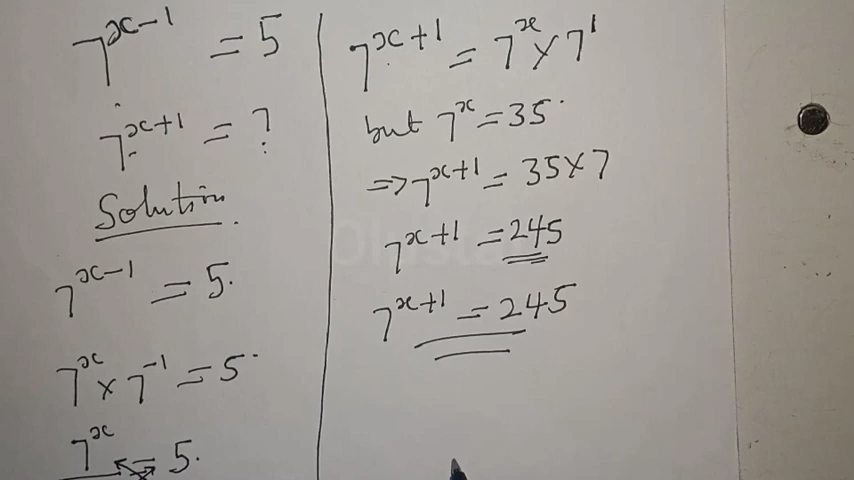 7^{x-1} = 5
7^{x+1} = ?
Solution.
7^{x-1} = 5.
7^x × 7^{-1} = 5.
7^x = 5.
7^{x+1} = 7^x × 7^1
but 7^x = 35.
⇒ 7^{x+1} = 35 × 7
7^{x+1} = 245
7^{x+1} = 245